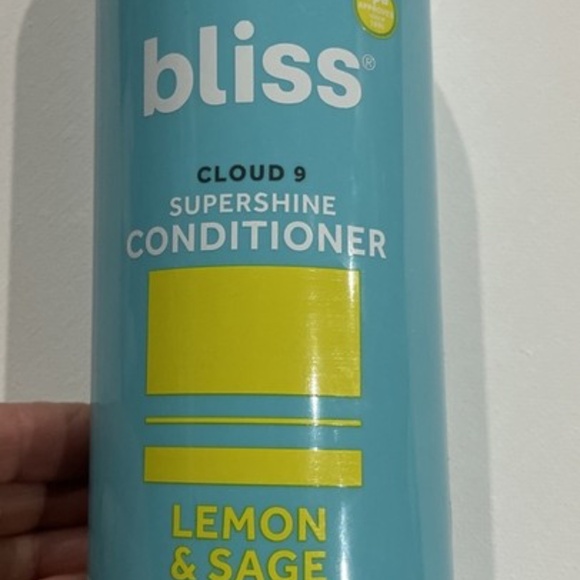 bliss®
CLOUD 9
SUPERSHINE
CONDITIONER
LEMON
& SAGE